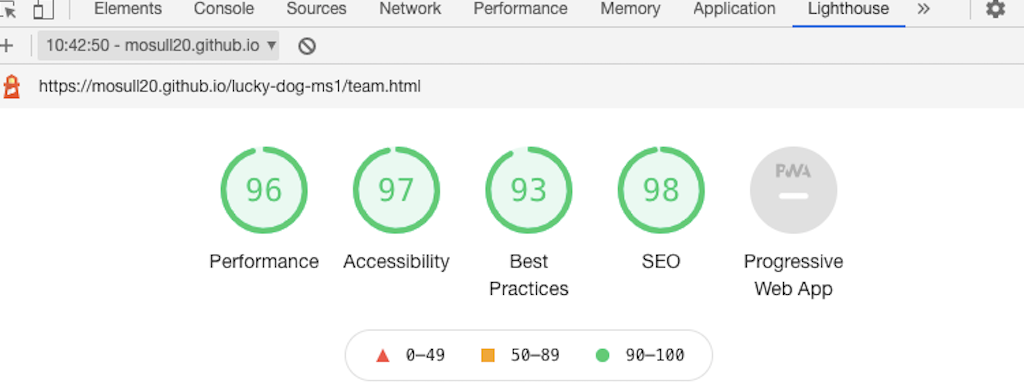 Elements Console Sources Network Performance Memory Application Lighthouse »
+ 10:42:50 - mosull20.github.io ▼
https://mosull20.github.io/lucky-dog-ms1/team.html
96 97 93 98 PWA
Performance Accessibility Best SEO Progressive
Practices Web App
0–49 50–89 90–100